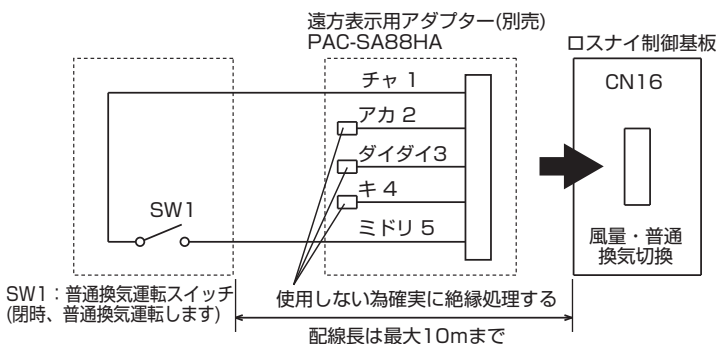 遠方表示用アダプター(別売)
PAC-SA88HA
ロスナイ制御基板
チャ 1
CN16
アカ 2
ダイダイ3
キ 4
SW1
ミドリ 5
風量・普通
換気切換
SW1：普通換気運転スイッチ
(閉時、普通換気運転します)
使用しない為確実に絶縁処理する
配線長は最大10mまで